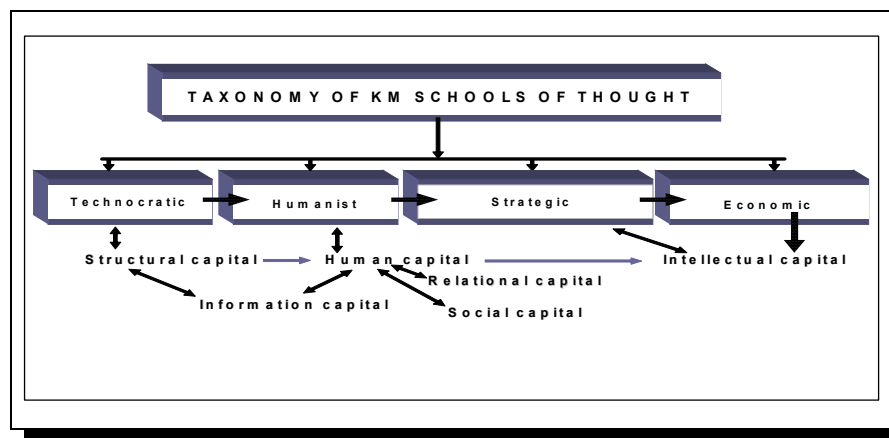 TAXONOMY OF KM SCHOOLS OF THOUGHT
Technocratic
Humanist
Strategic
Economic
Structural capital
Human capital
Intellectual capital
Relational capital
Information capital
Social capital